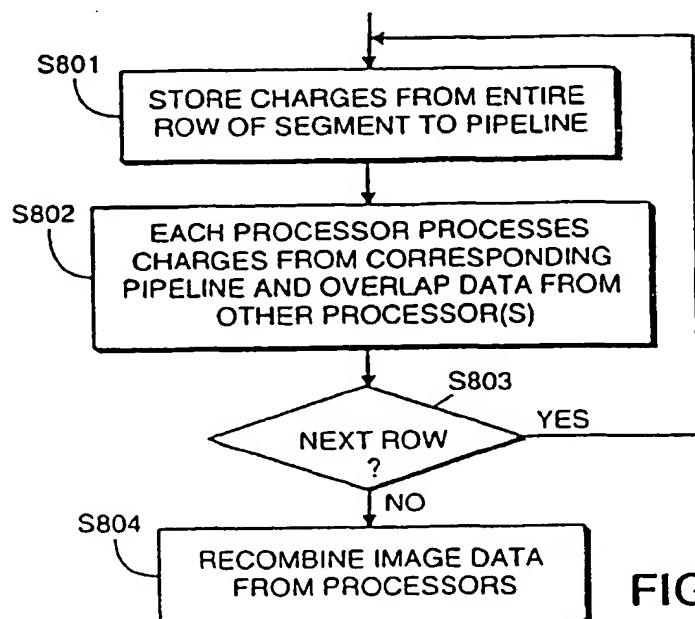 S801
STORE CHARGES FROM ENTIRE
ROW OF SEGMENT TO PIPELINE
S802
EACH PROCESSOR PROCESSES
CHARGES FROM CORRESPONDING
PIPELINE AND OVERLAP DATA FROM
OTHER PROCESSOR(S)
S803
YES
NEXT ROW
?
NO
S804
RECOMBINE IMAGE DATA
FROM PROCESSORS
FIG